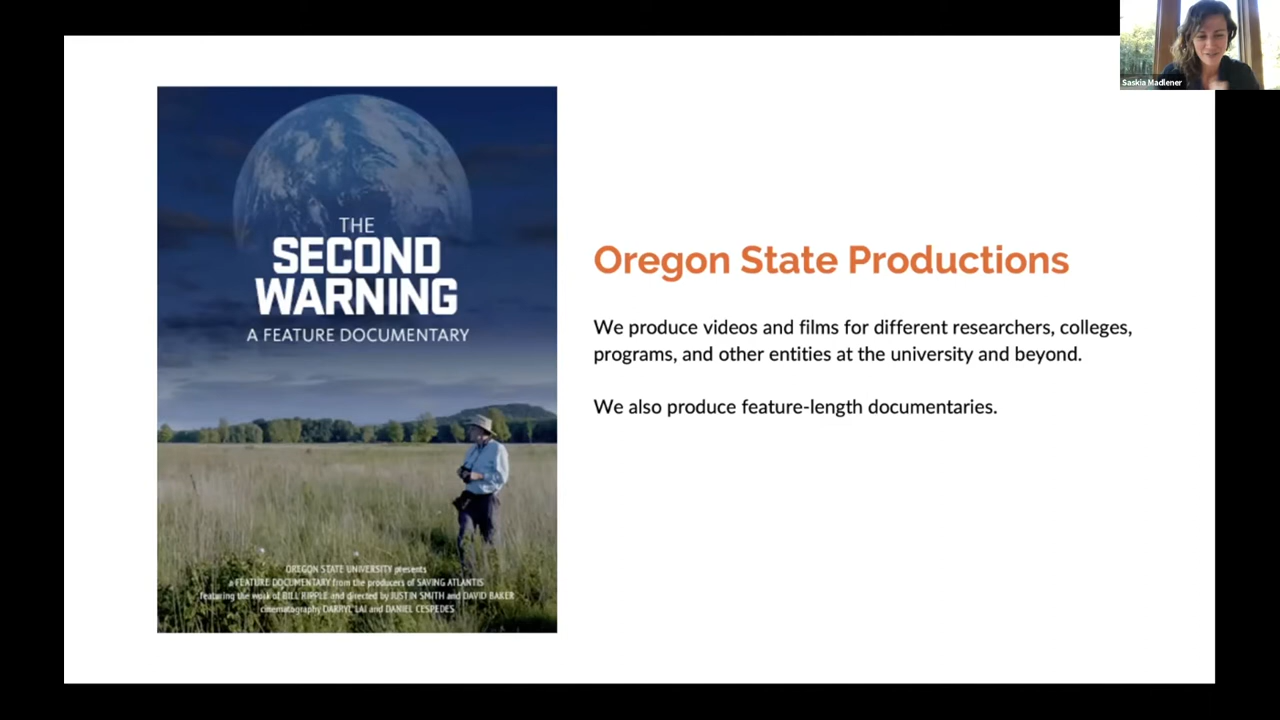 Saskia Madlener
THE
SECOND
WARNING
A FEATURE DOCUMENTARY
OREGON STATE UNIVERSITY presents
a FEATURE DOCUMENTARY from the producers of SAVING ATLANTIS
featuring the work of BILL RIPPLE and directed by JUSTIN SMITH and DAVID BAKER
cinematography DARRYL LAI and DANIEL CESPEDES
Oregon State Productions
We produce videos and films for different researchers, colleges,
programs, and other entities at the university and beyond.
We also produce feature-length documentaries.